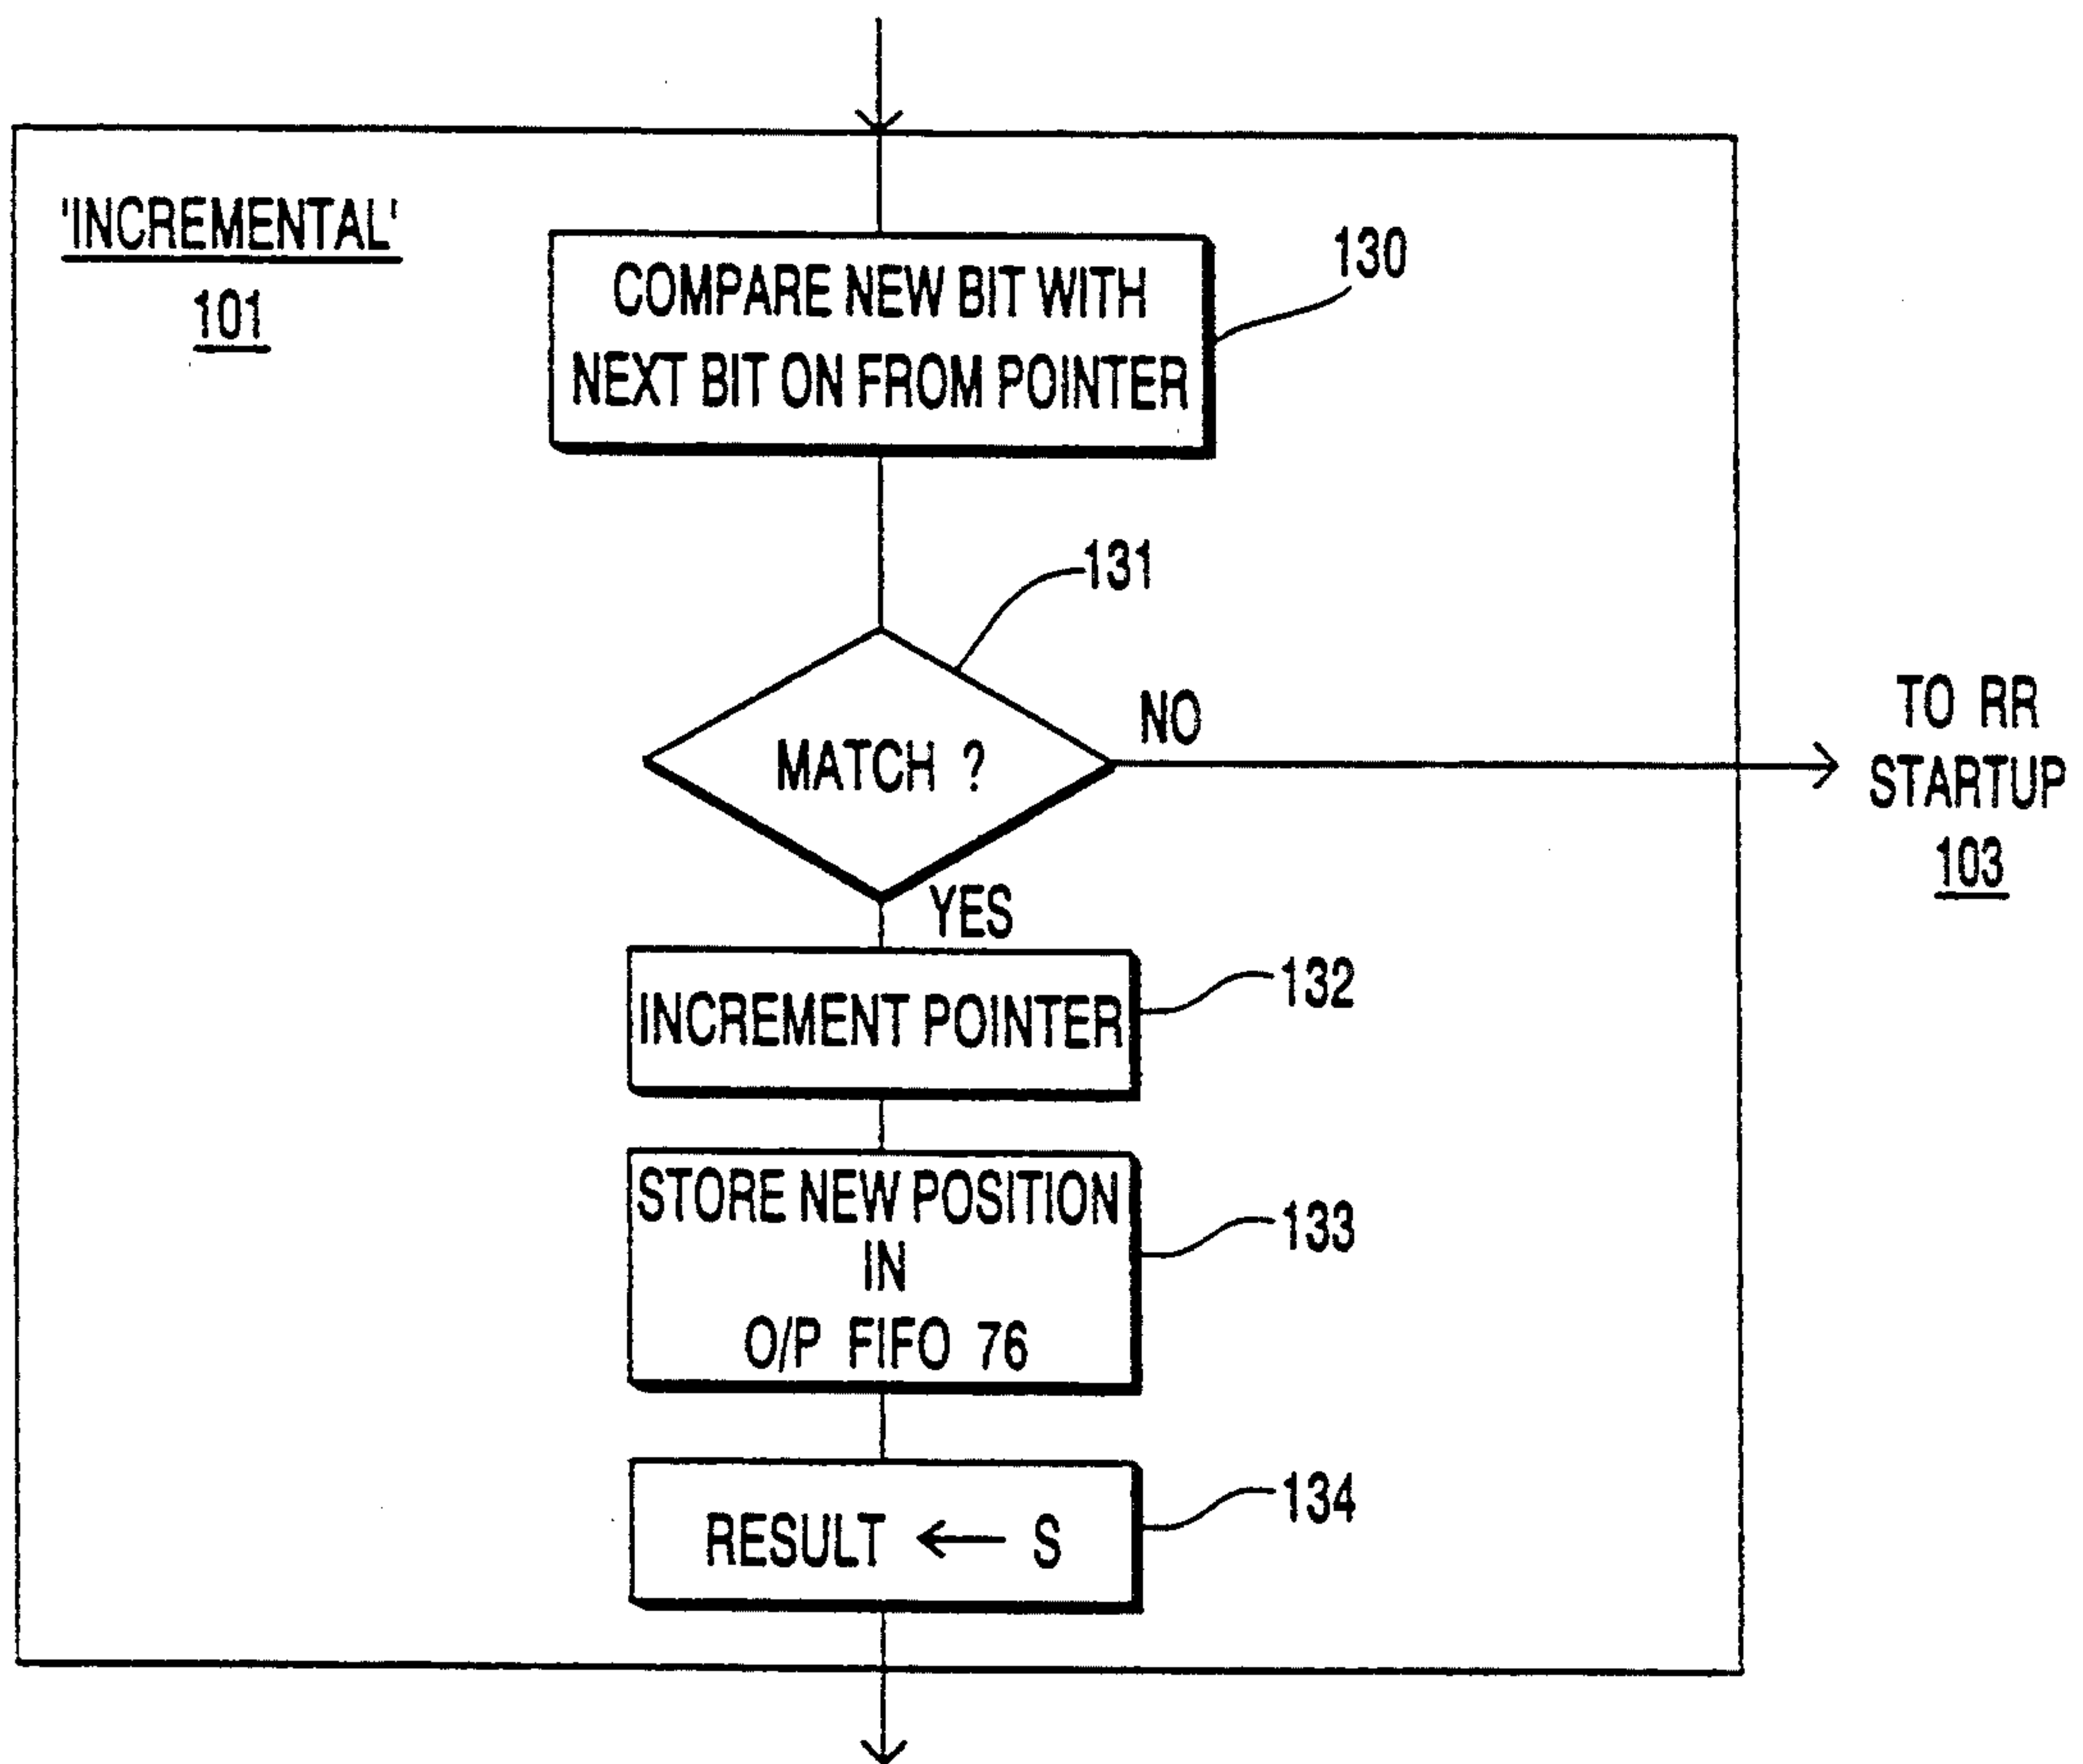 'INCREMENTAL'
101
COMPARE NEW BIT WITH
NEXT BIT ON FROM POINTER
130
131
MATCH ?
NO
TO RR
STARTUP
103
YES
INCREMENT POINTER
132
STORE NEW POSITION
IN
O/P FIFO 76
133
RESULT ← S
134